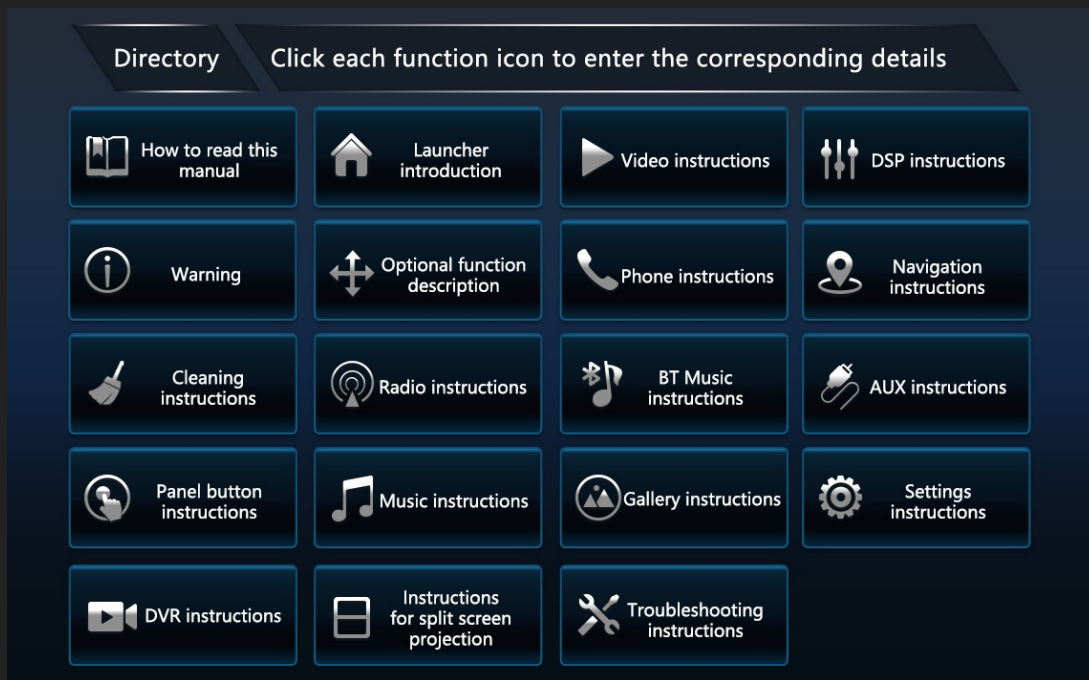 Directory
Click each function icon to enter the corresponding details
How to read this
manual
Launcher
introduction
Video instructions
DSP instructions
Warning
Optional function
description
Phone instructions
Navigation
instructions
Cleaning
instructions
Radio instructions
BT Music
instructions
AUX instructions
Panel button
instructions
Music instructions
Gallery instructions
Settings
instructions
DVR instructions
Instructions
for split screen
projection
Troubleshooting
instructions